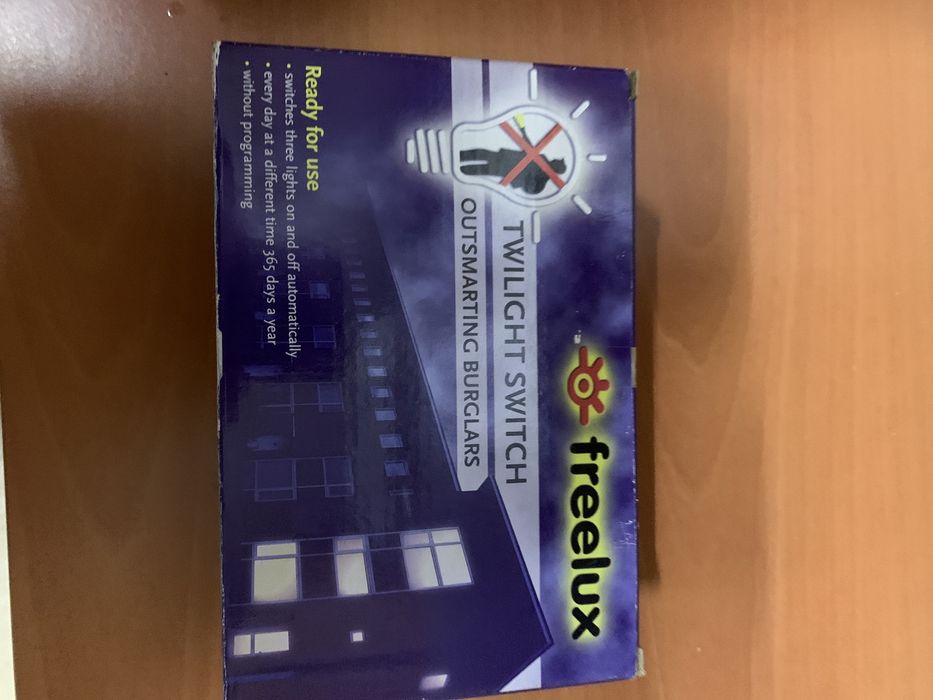 freelux
TWILIGHT SWITCH
OUTSMARTING BURGLARS
Ready for use
• switches three lights on and off automatically
• every day at a different time 365 days a year
• without programming